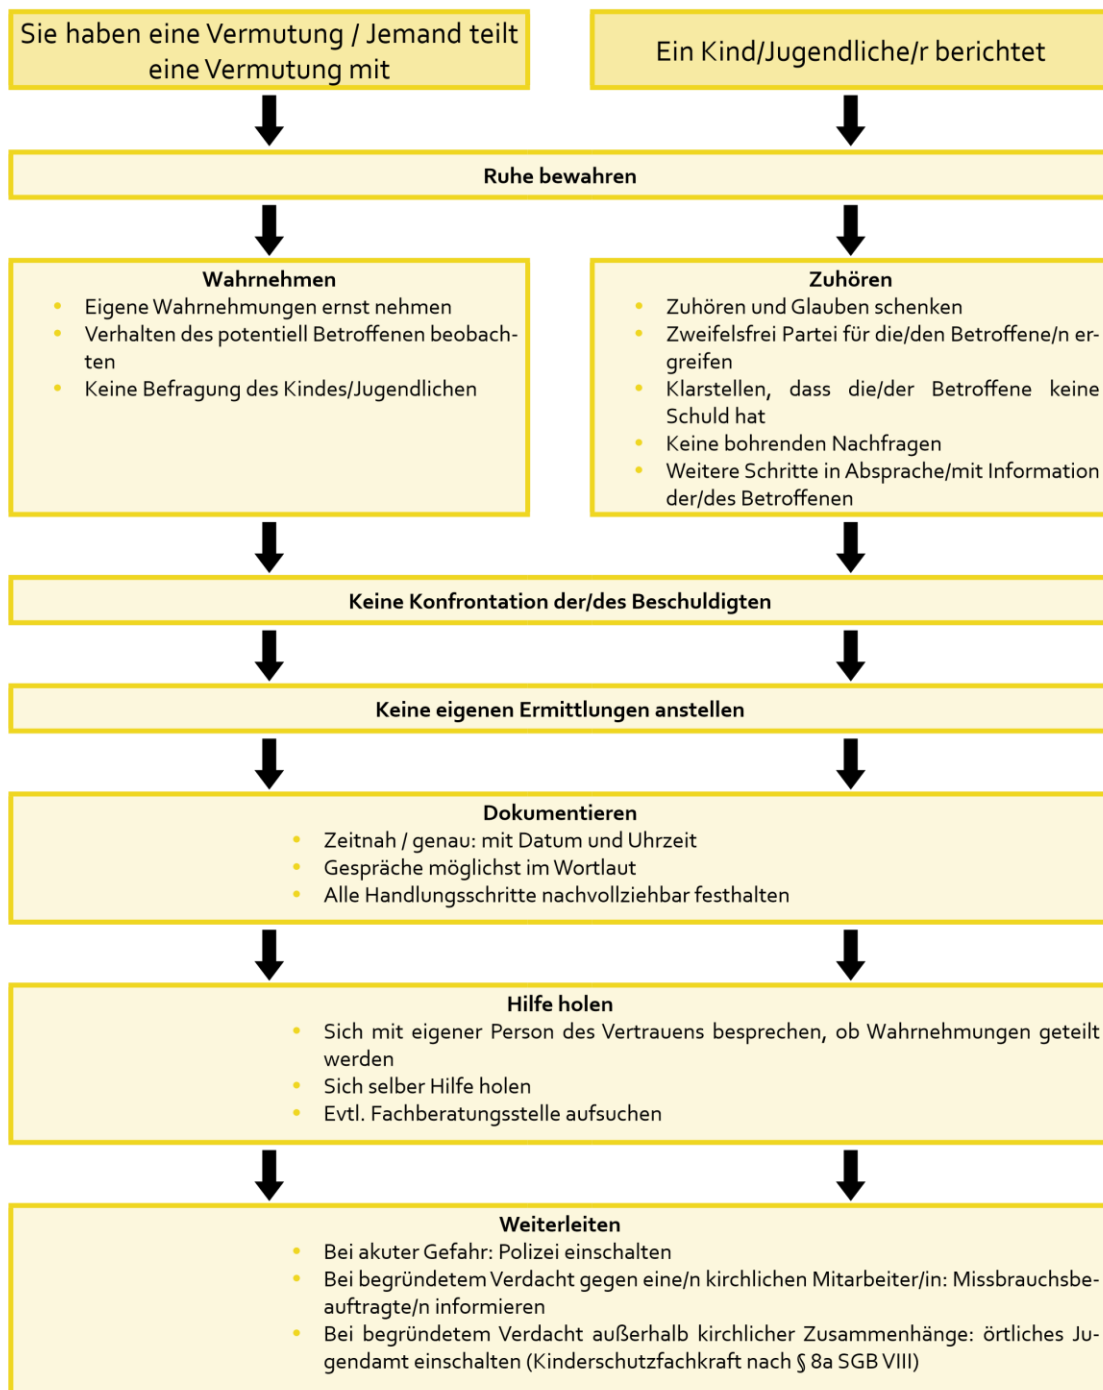 Sie haben eine Vermutung / Jemand teilt
eine Vermutung mit
Ein Kind/Jugendliche/r berichtet
Ruhe bewahren
Wahrnehmen
• Eigene Wahrnehmungen ernst nehmen
• Verhalten des potentiell Betroffenen beobach-
ten
• Keine Befragung des Kindes/Jugendlichen
Zuhören
• Zuhören und Glauben schenken
• Zweifelsfrei Partei für die/den Betroffene/n er-
greifen
• Klarstellen, dass die/der Betroffene keine
Schuld hat
• Keine bohrenden Nachfragen
• Weitere Schritte in Absprache/mit Information
der/des Betroffenen
Keine Konfrontation der/des Beschuldigten
Keine eigenen Ermittlungen anstellen
Dokumentieren
• Zeitnah / genau: mit Datum und Uhrzeit
• Gespräche möglichst im Wortlaut
• Alle Handlungsschritte nachvollziehbar festhalten
Hilfe holen
• Sich mit eigener Person des Vertrauens besprechen, ob Wahrnehmungen geteilt
werden
• Sich selber Hilfe holen
• Evtl. Fachberatungsstelle aufsuchen
Weiterleiten
• Bei akuter Gefahr: Polizei einschalten
• Bei begründetem Verdacht gegen eine/n kirchlichen Mitarbeiter/in: Missbrauchsbe-
auftragte/n informieren
• Bei begründetem Verdacht außerhalb kirchlicher Zusammenhänge: örtliches Ju-
gendamt einschalten (Kinderschutzfachkraft nach § 8a SGB VIII)